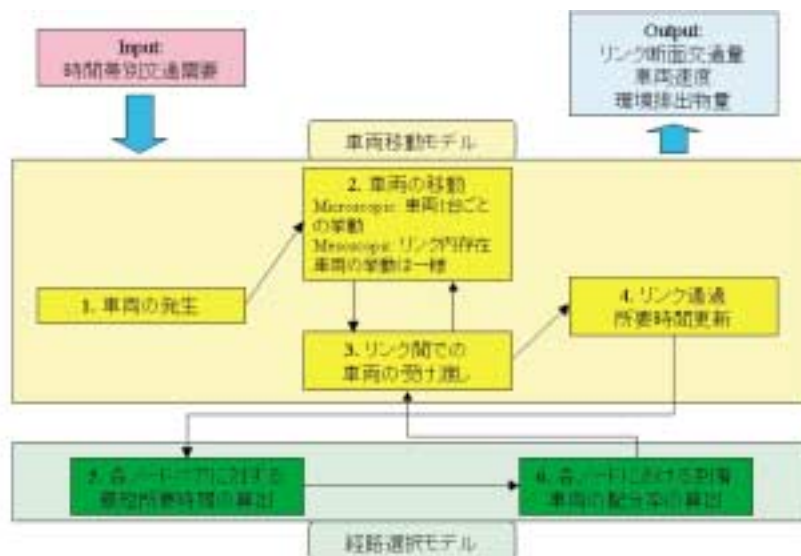 Input:
時間帯別交通需要
Output:
リンク断面交通量
車両速度
環境排出物量
車両移動モデル
2. 車両の移動
Microscopic: 車両1台ごと
の挙動
Mesoscopic: リンク内存在
車両の挙動は一様
1. 車両の発生
4. リンク通過
所要時間更新
3. リンク間での
車両の受け渡し
5. 各ノードペアに対する
最短所要時間の算出
6. 各ノードにおける到着
車両の配分率の算出
経路選択モデル